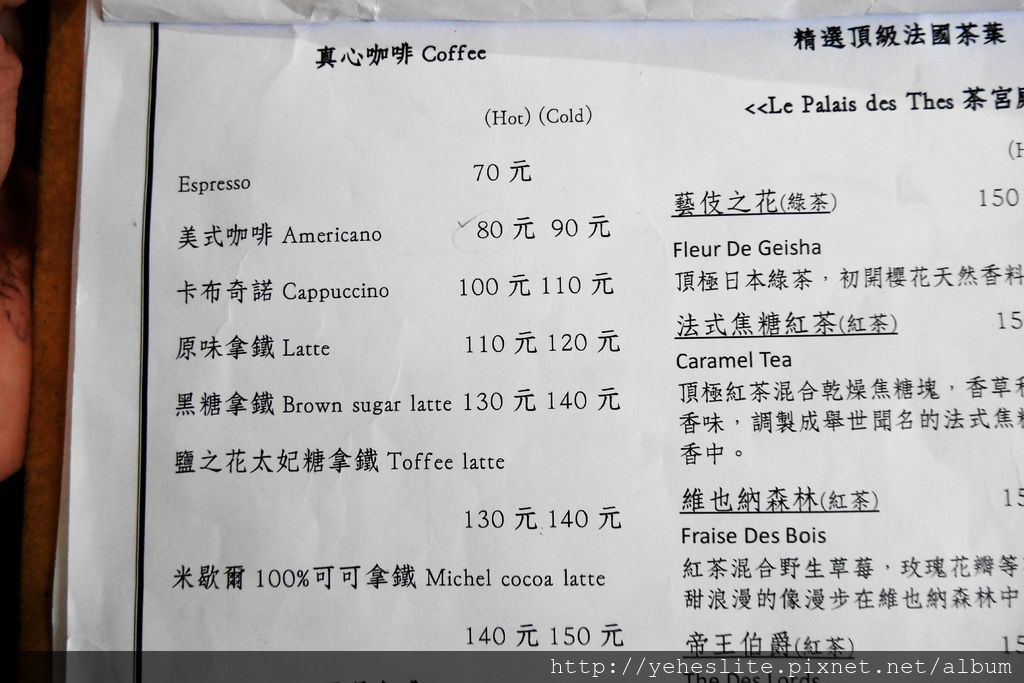 真心咖啡 Coffee
(Hot) (Cold)
Espresso 70 元
美式咖啡 Americano 80 元 90 元
卡布奇諾 Cappuccino 100 元 110 元
原味拿鐵 Latte 110 元 120 元
黑糖拿鐵 Brown sugar latte 130 元 140 元
鹽之花太妃糖拿鐵 Toffee latte
130 元 140 元
米歇爾 100%可可拿鐵 Michel cocoa latte
140 元 150 元
精選頂級法國茶葉
<<Le Palais des Thes 茶宮
藝伎之花(綠茶) 150
Fleur De Geisha
頂極日本綠茶，初開櫻花天然香料
法式焦糖紅茶(紅茶) 15
Caramel Tea
頂極紅茶混合乾燥焦糖塊，香草
香味，調製成舉世聞名的法式焦
香中。
維也納森林(紅茶) 15
Fraise Des Bois
紅茶混合野生草莓，玫瑰花瓣等
甜浪漫的像漫步在維也納森林中
帝王伯爵(紅茶) 15
The Des Lords
http://yeheslite.pixnet.net/album